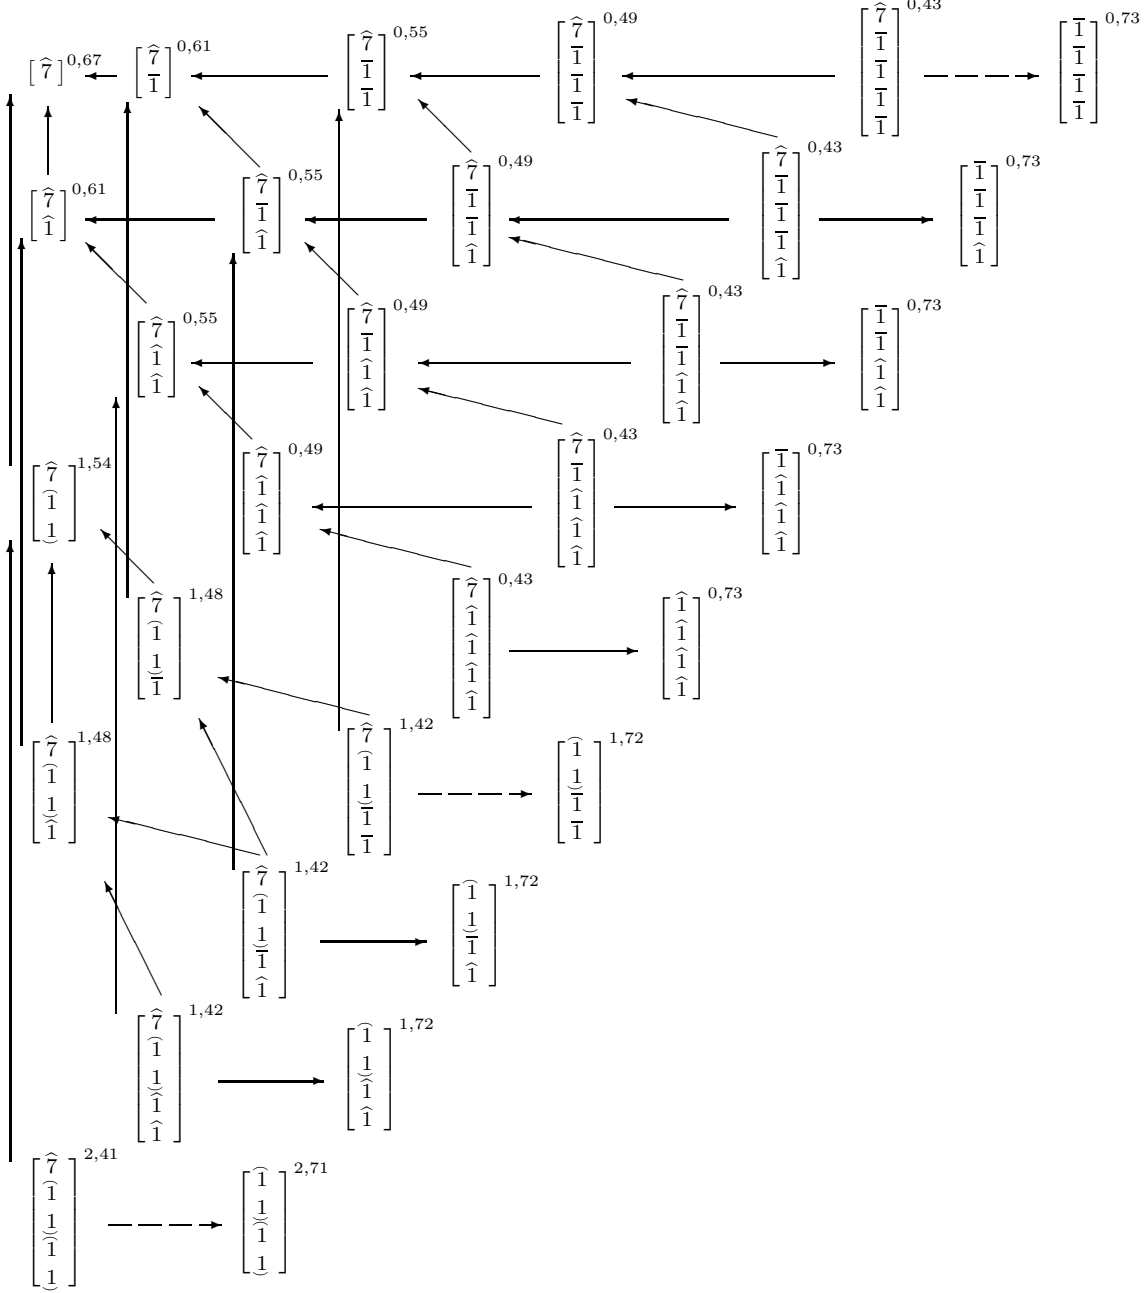 [7̂]^0,67 [7̂ 1̅]^0,61 [7̂ 1̅ 1̅]^0,55 [7̂ 1̅ 1̅ 1̅]^0,49 [7̂ 1̅ 1̅ 1̅ 1̅]^0,43 [1̅ 1̅ 1̅ 1̅]^0,73
[7̂ 1̂]^0,61 [7̂ 1̅ 1̂]^0,55 [7̂ 1̅ 1̅ 1̂]^0,49 [7̂ 1̅ 1̅ 1̅ 1̂]^0,43 [1̅ 1̅ 1̅ 1̂]^0,73
[7̂ 1̂ 1̂]^0,55 [7̂ 1̅ 1̂ 1̂]^0,49 [7̂ 1̅ 1̅ 1̂ 1̂]^0,43 [1̅ 1̅ 1̂ 1̂]^0,73
[7̂ ⁀1 1‿]^1,54 [7̂ 1̂ 1̂ 1̂]^0,49 [7̂ 1̅ 1̂ 1̂ 1̂]^0,43 [1̅ 1̂ 1̂ 1̂]^0,73
[7̂ ⁀1 1‿ 1̅]^1,48 [7̂ 1̂ 1̂ 1̂ 1̂]^0,43 [1̂ 1̂ 1̂ 1̂]^0,73
[7̂ ⁀1 1‿ 1̂]^1,48 [7̂ ⁀1 1‿ 1̅ 1̅]^1,42 [⁀1 1‿ 1̅ 1̅]^1,72
[7̂ ⁀1 1‿ 1̅ 1̂]^1,42 [⁀1 1‿ 1̅ 1̂]^1,72
[7̂ ⁀1 1‿ 1̂ 1̂]^1,42 [⁀1 1‿ 1̂ 1̂]^1,72
[7̂ ⁀1 1‿ ⁀1 1‿]^2,41 [⁀1 1‿ ⁀1 1‿]^2,71